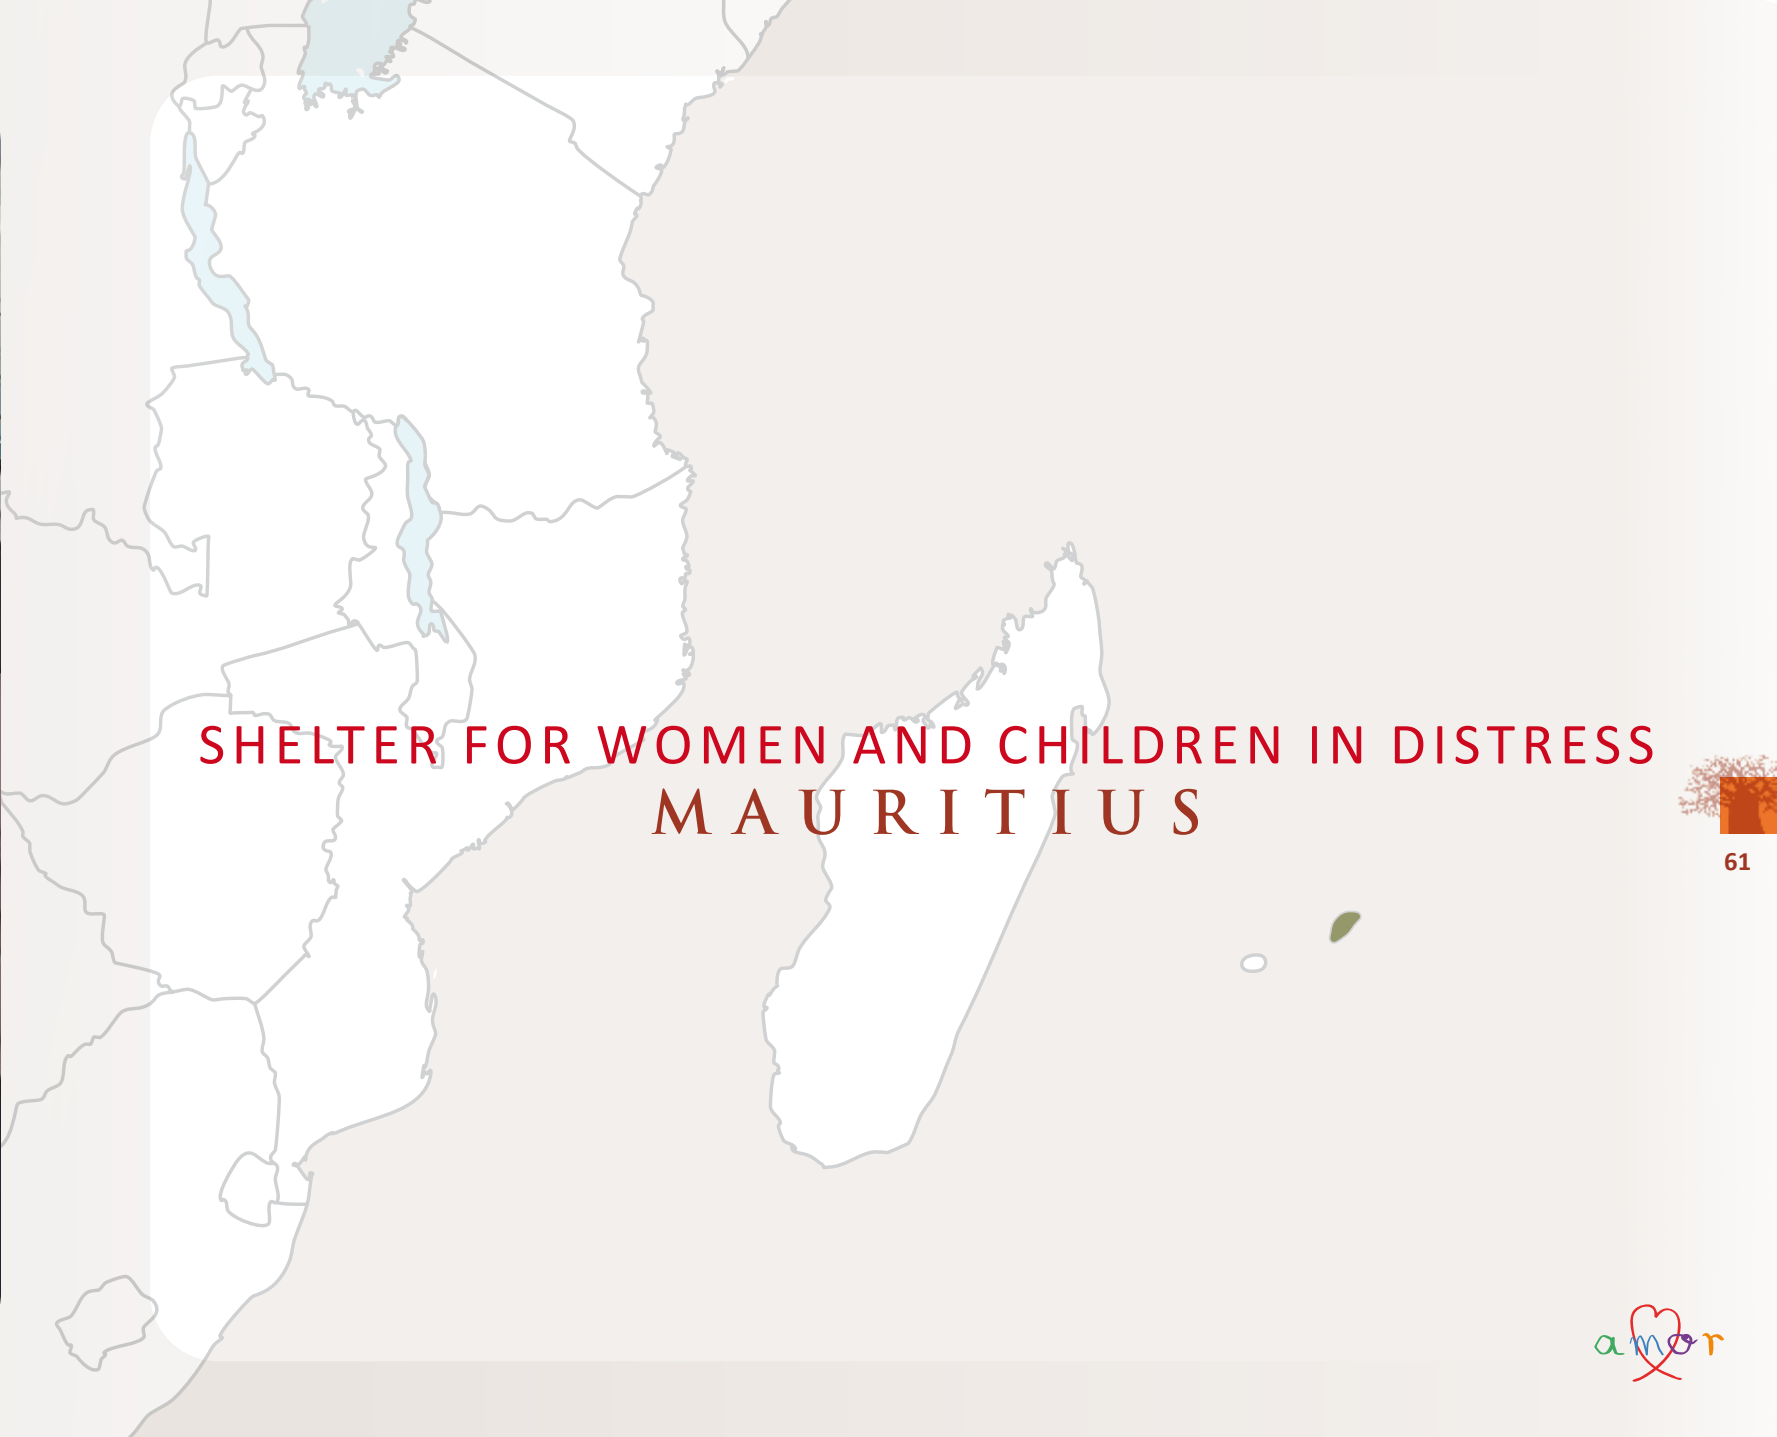 SHELTER FOR WOMEN AND CHILDREN IN DISTRESS
MAURITIUS
61
amor